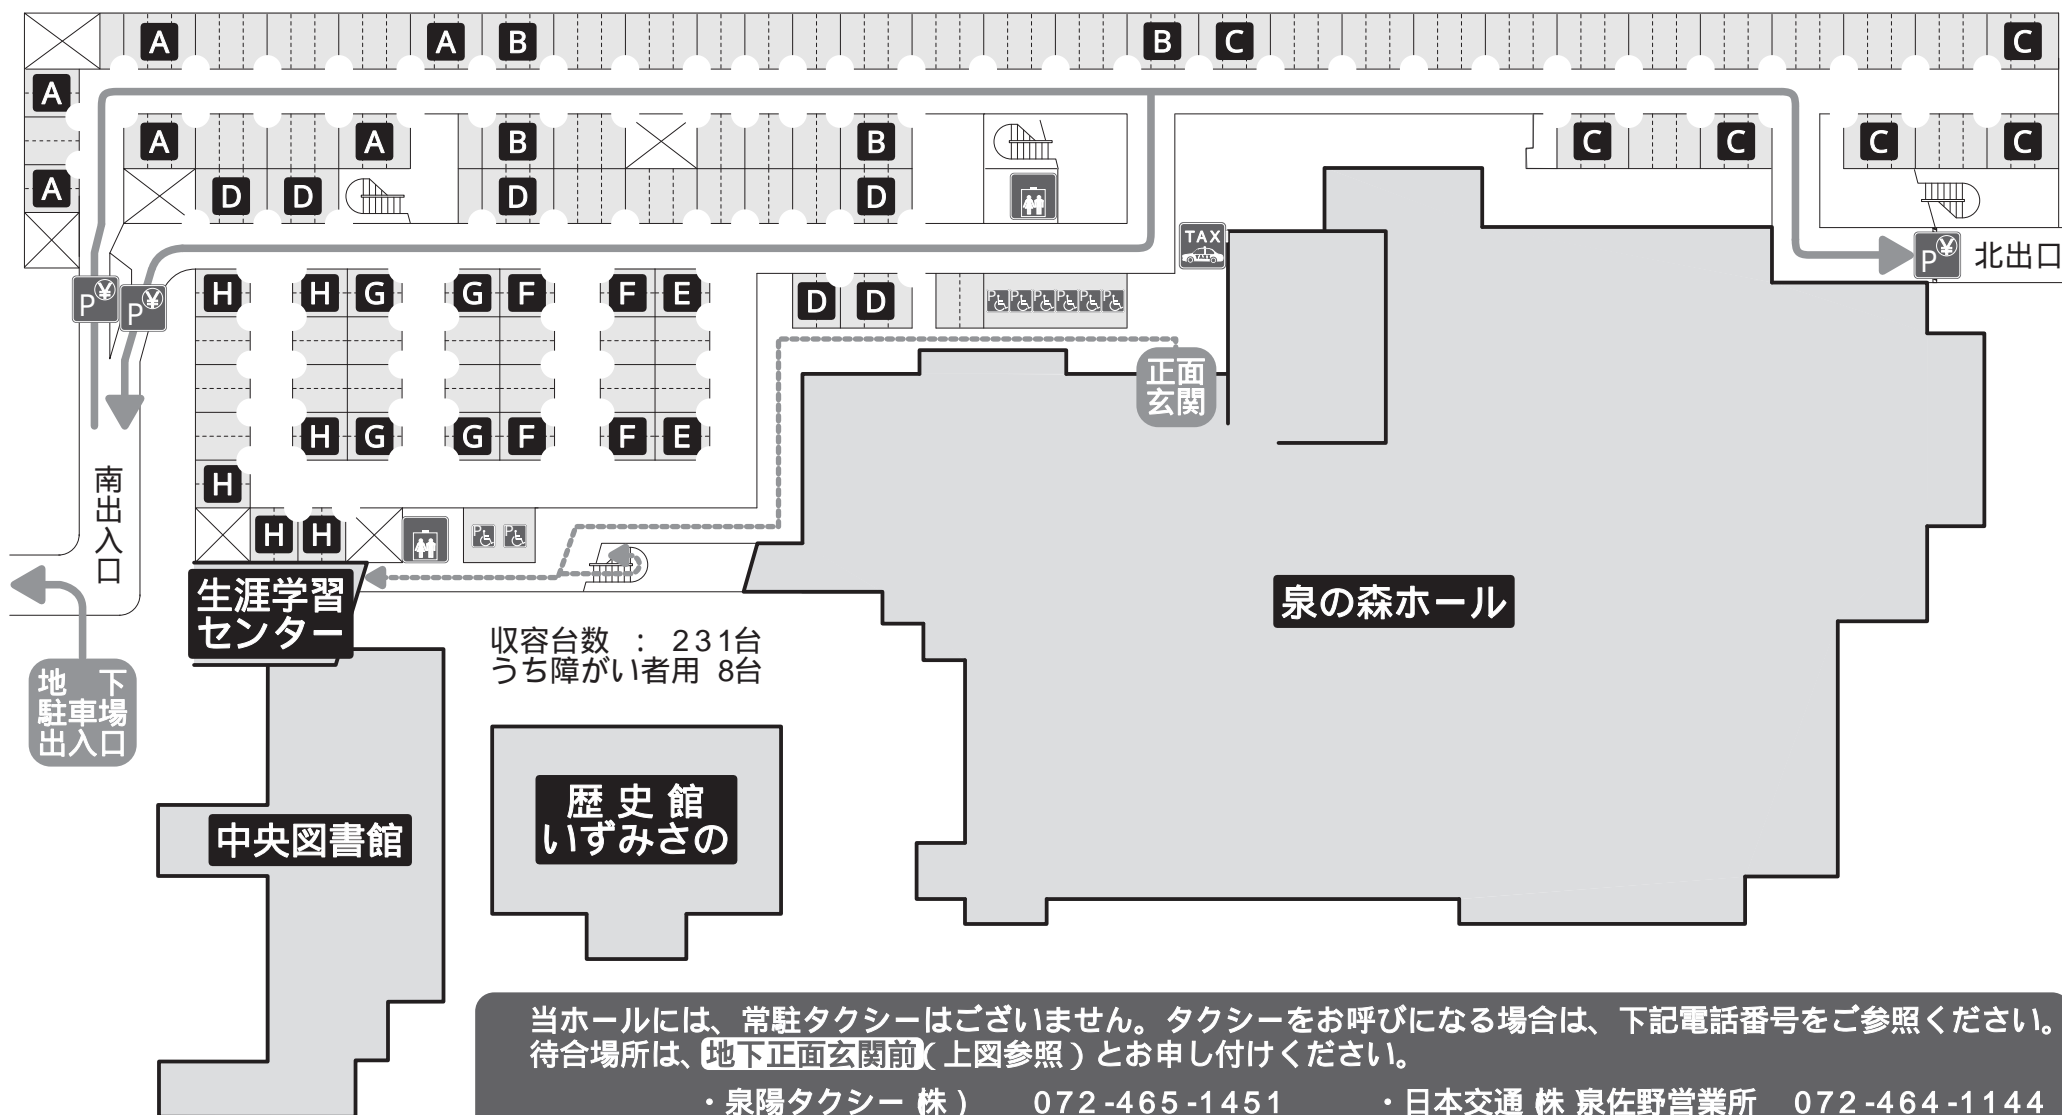 A A B B C C
A
A A B B C C C C
A D D D D
TAX
TAXI
P¥ 北出口
P¥ P¥
H H G G F F E D D P P P P P P
正面
玄関
H G G F F E
H
南出入口
H H P P
生涯学習
センター
泉の森ホール
収容台数 : 231台
うち障がい者用 8台
地 下
駐車場
出入口
歴史館
いずみさの
中央図書館
当ホールには、常駐タクシーはございません。タクシーをお呼びになる場合は、下記電話番号をご参照ください。
待合場所は、地下正面玄関前(上図参照)とお申し付けください。
・泉陽タクシー(株) 072-465-1451 ・日本交通(株)泉佐野営業所 072-464-1144